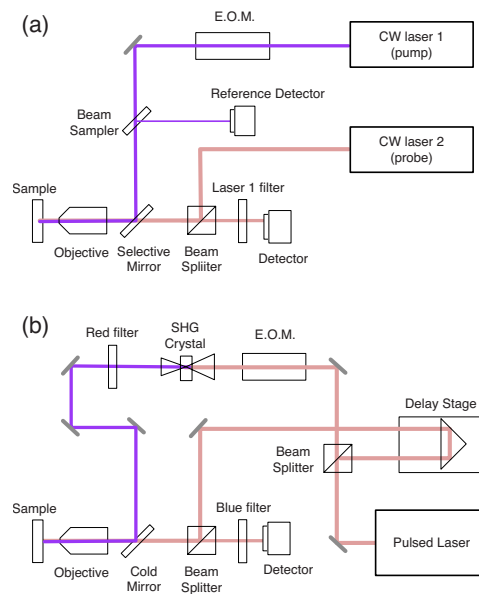 (a)
E.O.M.
CW laser 1
(pump)
Reference Detector
Beam
Sampler
CW laser 2
(probe)
Sample
Laser 1 filter
Objective
Selective
Mirror
Beam
Spliiter
Detector
(b)
Red filter
SHG
Crystal
E.O.M.
Delay Stage
Beam
Splitter
Sample
Blue filter
Pulsed Laser
Objective
Cold
Mirror
Beam
Splitter
Detector